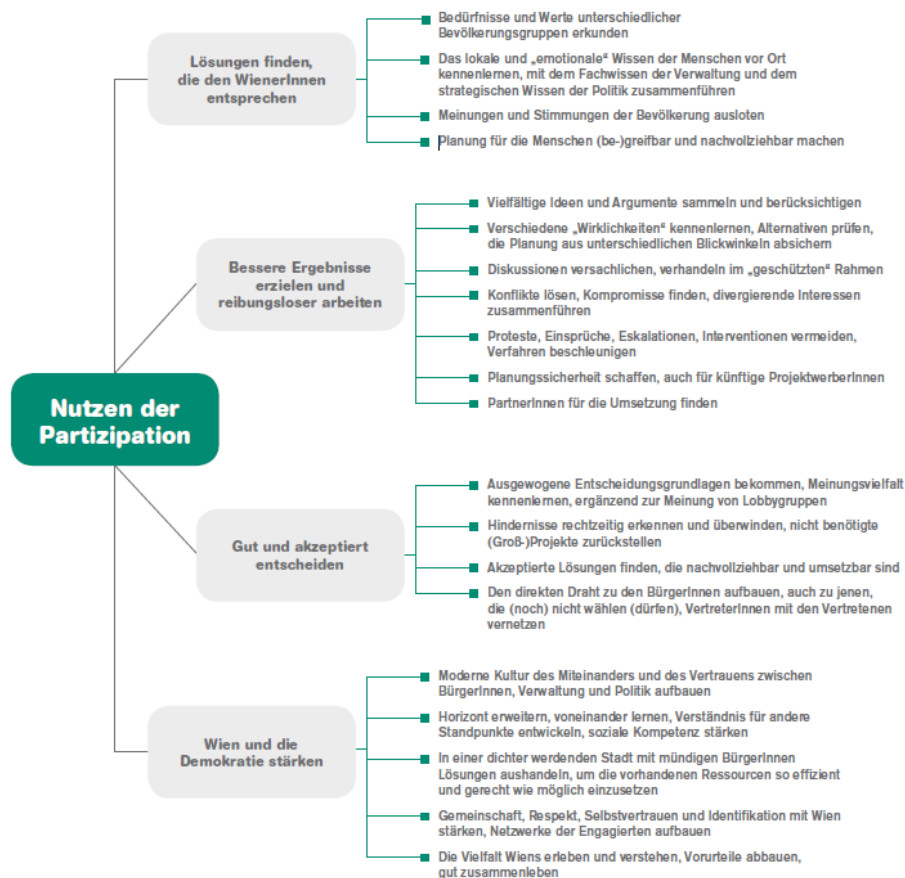 Nutzen der
Partizipation
Lösungen finden,
die den WienerInnen
entsprechen
Bedürfnisse und Werte unterschiedlicher
Bevölkerungsgruppen erkunden
Das lokale und „emotionale“ Wissen der Menschen vor Ort
kennenlernen, mit dem Fachwissen der Verwaltung und dem
strategischen Wissen der Politik zusammenführen
Meinungen und Stimmungen der Bevölkerung ausloten
Planung für die Menschen (be-)greifbar und nachvollziehbar machen
Bessere Ergebnisse
erzielen und
reibungsloser arbeiten
Vielfältige Ideen und Argumente sammeln und berücksichtigen
Verschiedene „Wirklichkeiten“ kennenlernen, Alternativen prüfen,
die Planung aus unterschiedlichen Blickwinkeln absichern
Diskussionen versachlichen, verhandeln im „geschützten“ Rahmen
Konflikte lösen, Kompromisse finden, divergierende Interessen
zusammenführen
Proteste, Einsprüche, Eskalationen, Interventionen vermeiden,
Verfahren beschleunigen
Planungssicherheit schaffen, auch für künftige ProjektwerberInnen
PartnerInnen für die Umsetzung finden
Gut und akzeptiert
entscheiden
Ausgewogene Entscheidungsgrundlagen bekommen, Meinungsvielfalt
kennenlernen, ergänzend zur Meinung von Lobbygruppen
Hindernisse rechtzeitig erkennen und überwinden, nicht benötigte
(Groß-)Projekte zurückstellen
Akzeptierte Lösungen finden, die nachvollziehbar und umsetzbar sind
Den direkten Draht zu den BürgerInnen aufbauen, auch zu jenen,
die (noch) nicht wählen (dürfen), VertreterInnen mit den Vertretenen
vernetzen
Wien und die
Demokratie stärken
Moderne Kultur des Miteinanders und des Vertrauens zwischen
BürgerInnen, Verwaltung und Politik aufbauen
Horizont erweitern, voneinander lernen, Verständnis für andere
Standpunkte entwickeln, soziale Kompetenz stärken
In einer dichter werdenden Stadt mit mündigen BürgerInnen
Lösungen aushandeln, um die vorhandenen Ressourcen so effizient
und gerecht wie möglich einzusetzen
Gemeinschaft, Respekt, Selbstvertrauen und Identifikation mit Wien
stärken, Netzwerke der Engagierten aufbauen
Die Vielfalt Wiens erleben und verstehen, Vorurteile abbauen,
gut zusammenleben